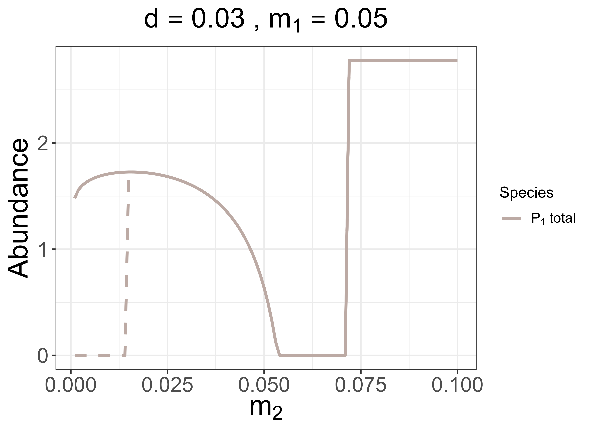 d = 0.03 , m₁ = 0.05
Abundance
2
1
0
0.000 0.025 0.050 0.075 0.100
m₂
Species
P₁ total